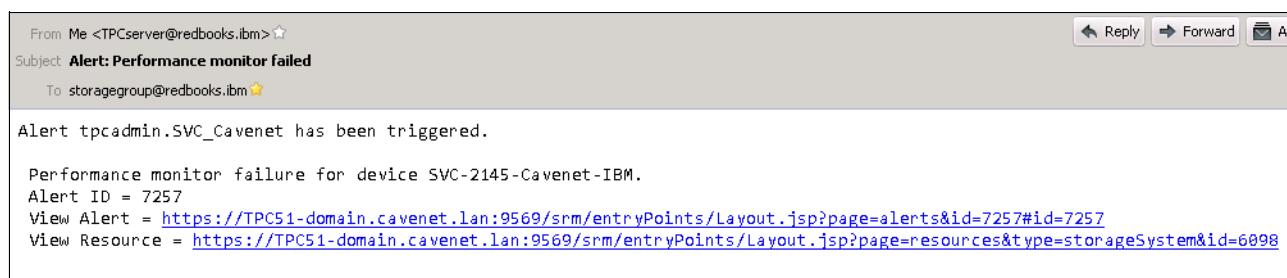 From Me <TPCserver@redbooks.ibm>
Reply Forward A
Subject Alert: Performance monitor failed
To storagegroup@redbooks.ibm
Alert tpcadmin.SVC_Cavenet has been triggered.
Performance monitor failure for device SVC-2145-Cavenet-IBM.
Alert ID = 7257
View Alert = https://TPC51-domain.cavenet.lan:9569/srm/entryPoints/Layout.jsp?page=alerts&id=7257#id=7257
View Resource = https://TPC51-domain.cavenet.lan:9569/srm/entryPoints/Layout.jsp?page=resources&type=storageSystem&id=6098